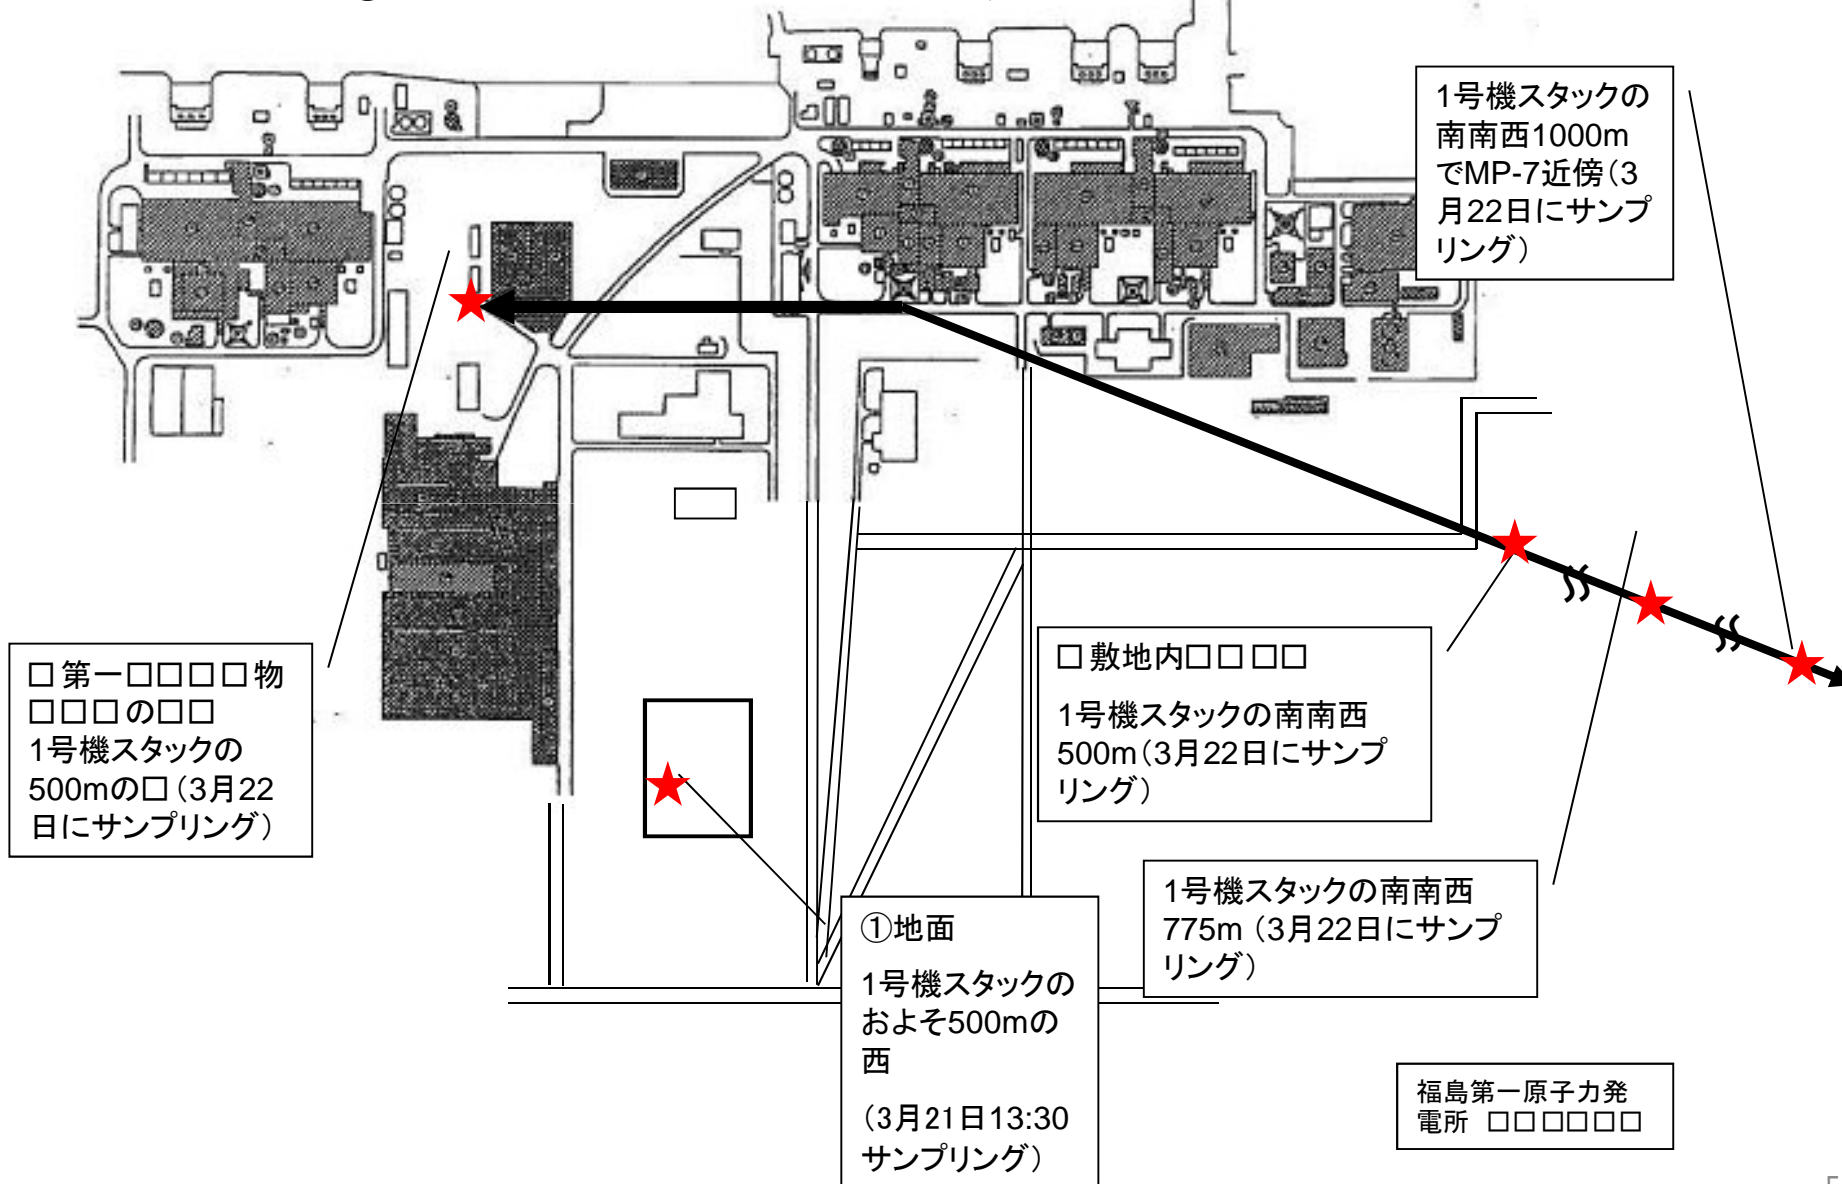 1号機スタックの
南南西1000m
でMP-7近傍（3
月22日にサンプ
リング）
□第一□□□□物
□□□の□□
1号機スタックの
500mの□（3月22
日にサンプリング）
□敷地内□□□□
1号機スタックの南南西
500m（3月22日にサンプ
リング）
1号機スタックの南南西
775m（3月22日にサンプ
リング）
①地面
1号機スタックの
およそ500mの
西
（3月21日13:30
サンプリング）
福島第一原子力発
電所 □□□□□□